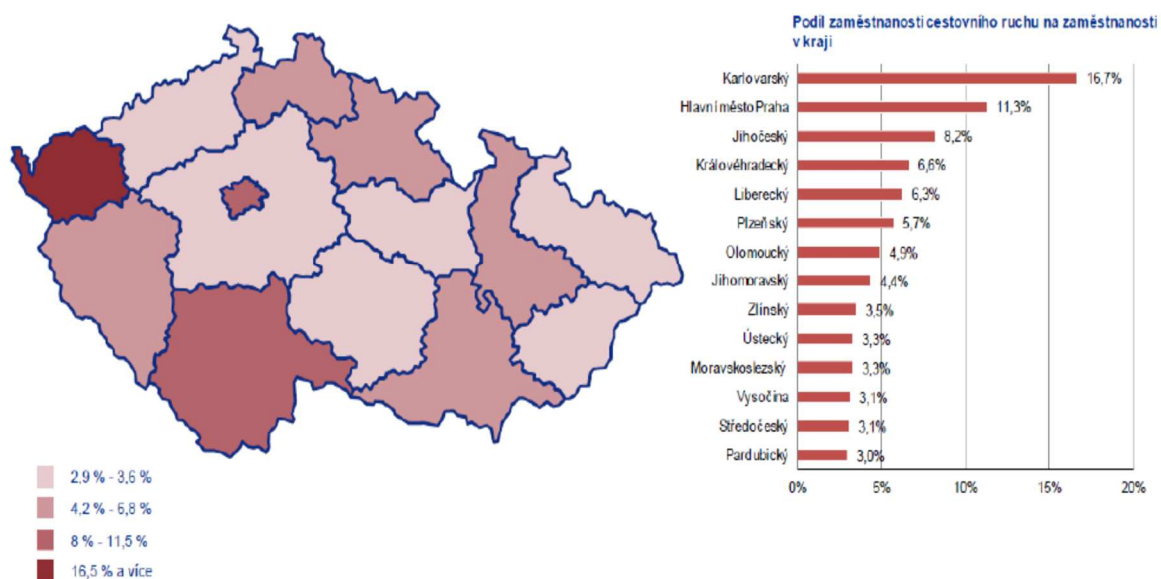 Podíl zaměstnanosti cestovního ruchu na zaměstnanosti
v kraji
Karlovarský 16,7%
Hlavní město Praha 11,3%
Jihočeský 8,2%
Královéhradecký 6,6%
Liberecký 6,3%
Plzeňský 5,7%
Olomoucký 4,9%
Jihomoravský 4,4%
Zlínský 3,5%
Ústecký 3,3%
Moravskoslezský 3,3%
Vysočina 3,1%
Středočeský 3,1%
Pardubický 3,0%
0% 5% 10% 15% 20%
2,9 % - 3,6 %
4,2 % - 6,8 %
8 % - 11,5 %
16,5 % a více